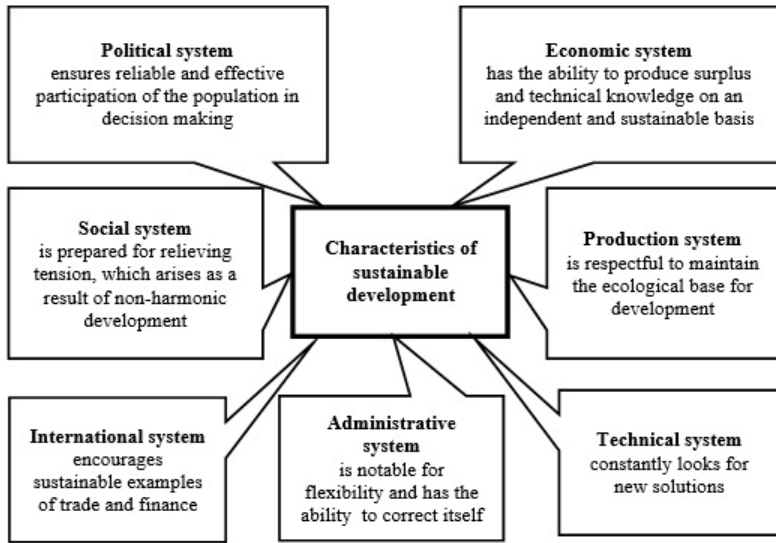 Political system
ensures reliable and effective
participation of the population in
decision making
Economic system
has the ability to produce surplus
and technical knowledge on an
independent and sustainable basis
Social system
is prepared for relieving
tension, which arises as a
result of non-harmonic
development
Characteristics of
sustainable
development
Production system
is respectful to maintain
the ecological base for
development
International system
encourages
sustainable examples
of trade and finance
Administrative
system
is notable for
flexibility and has the
ability to correct itself
Technical system
constantly looks for
new solutions